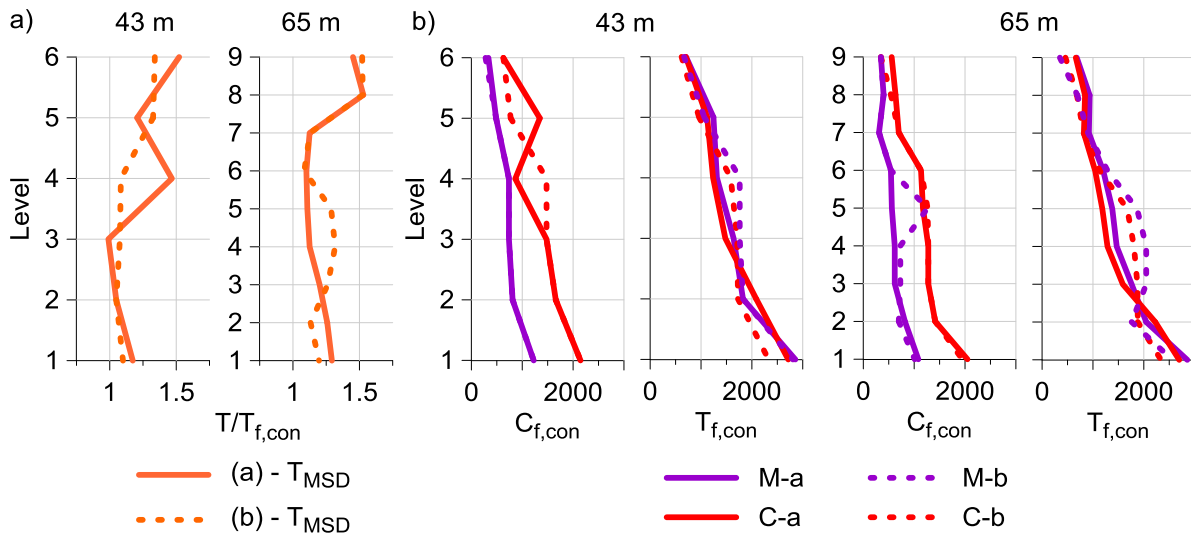 a) 43 m 65 m b) 43 m 65 m
6 9 6 9
8
5 5 8
7 7
4 6 4 6
Level 5 Level 5
3 4 3 4
3 3
2 2 2 2
1 1 1 1
1 1.5 1 1.5 0 2000 0 2000 0 2000 0 2000
T/Tf,con Cf,con Tf,con Cf,con Tf,con
(a) - TMSD M-a M-b
(b) - TMSD C-a C-b